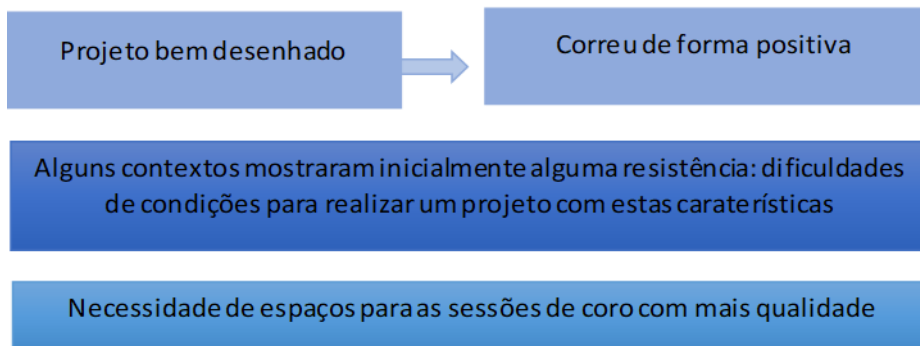 Projeto bem desenhado
Correu de forma positiva
Alguns contextos mostraram inicialmente alguma resistência: dificuldades
de condições para realizar um projeto com estas caraterísticas
Necessidade de espaços para as sessões de coro com mais qualidade